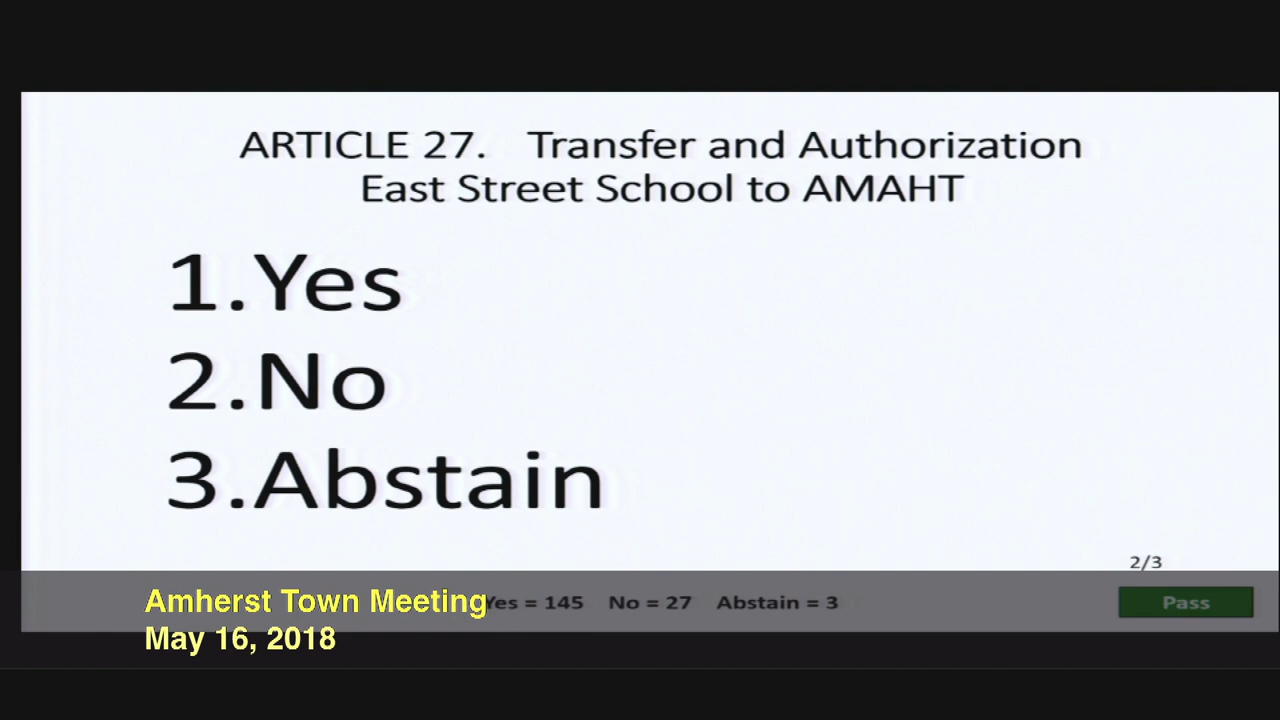 ARTICLE 27. Transfer and Authorization
East Street School to AMAHT
1.Yes
2.No
3.Abstain
2/3
Yes = 145 No = 27 Abstain = 3
Pass
Amherst Town Meeting
May 16, 2018